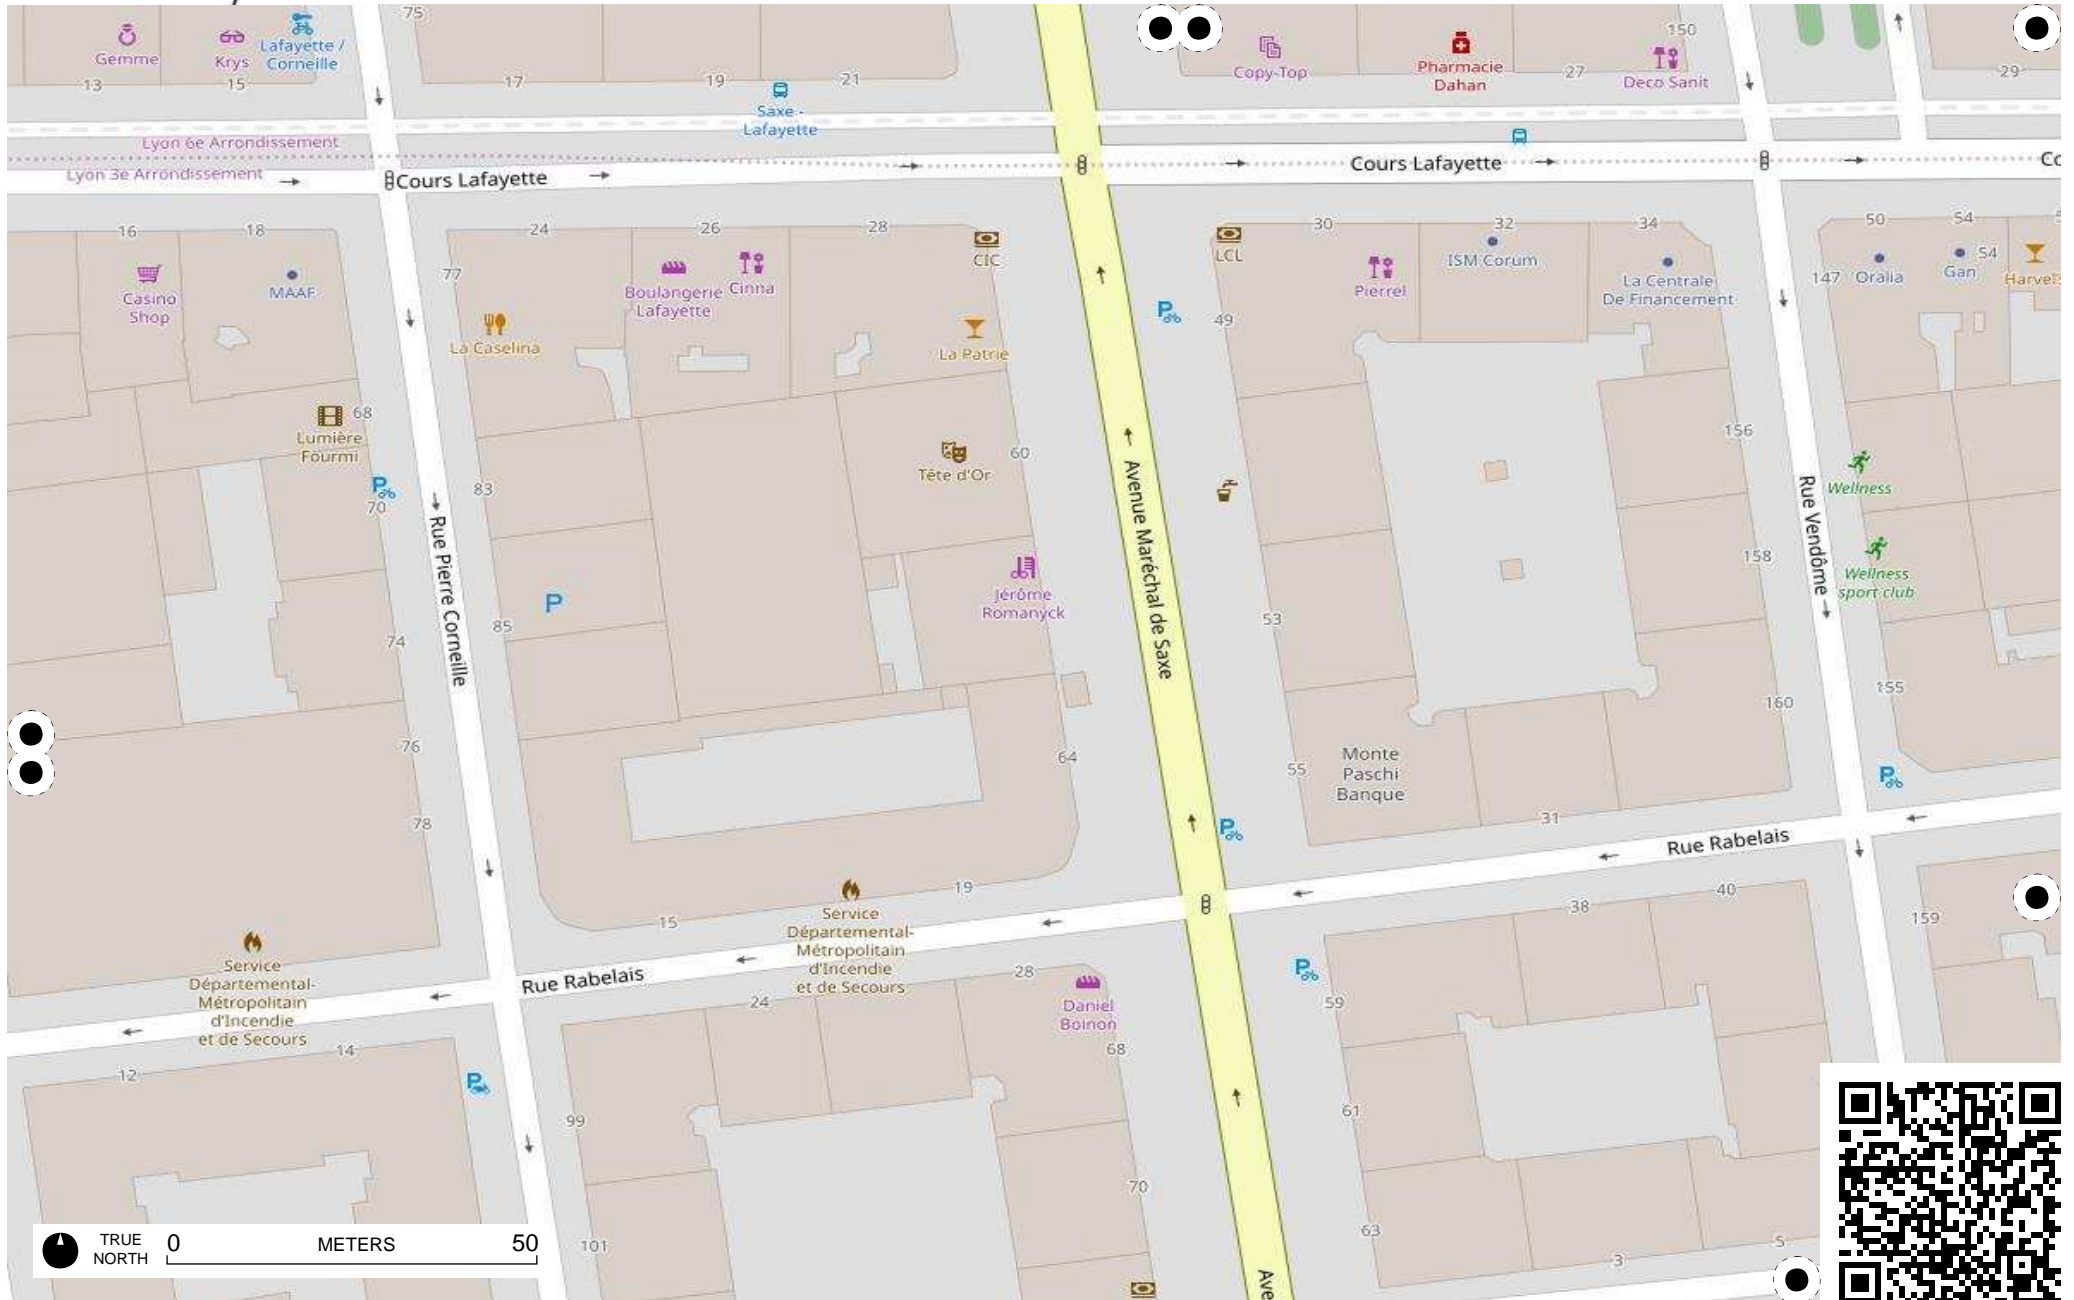 75
Gemme
Krys
Lafayette /
Corneille
13
15
17
19
21
Saxe -
Lafayette
Copy-Top
Pharmacie
Dahan
27
150
Deco Sanit
29
Lyon 6e Arrondissement
Lyon 3e Arrondissement
Cours Lafayette
Cours Lafayette
Co
16
18
24
26
28
30
32
34
50
54
Casino
Shop
MAAF
77
La Caselina
Boulangerie
Lafayette
Cinna
CIC
La Patrie
LCL
49
Pierrel
ISM Corum
La Centrale
De Financement
147
Oralia
Gan
54
Harvel's
Lumière
Fourmi
68
P
70
83
Tête d'Or
60
P
156
Wellness
Rue Pierre Corneille
Avenue Maréchal de Saxe
Rue Vendôme
P
85
Jérôme
Romanyck
53
158
Wellness
sport club
74
76
78
64
55
Monte
Paschi
Banque
160
155
P
P
31
Rue Rabelais
15
19
Service
Départemental-
Métropolitain
d'Incendie
et de Secours
Service
Départemental-
Métropolitain
d'Incendie
et de Secours
Rue Rabelais
38
40
159
P
59
24
28
Daniel
Boinon
68
12
14
P
99
61
70
101
63
3
5
Ave
TRUE
NORTH
0
METERS
50